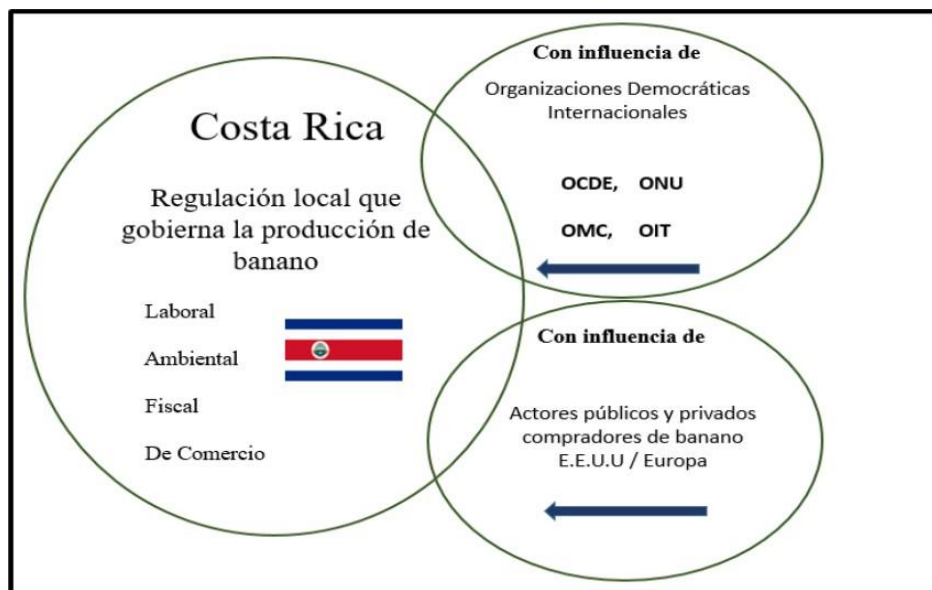 Costa Rica
Regulación local que
gobierna la producción de
banano
Laboral
Ambiental
Fiscal
De Comercio
Con influencia de
Organizaciones Democráticas
Internacionales
OCDE, ONU
OMC, OIT
Con influencia de
Actores públicos y privados
compradores de banano
E.E.U.U / Europa